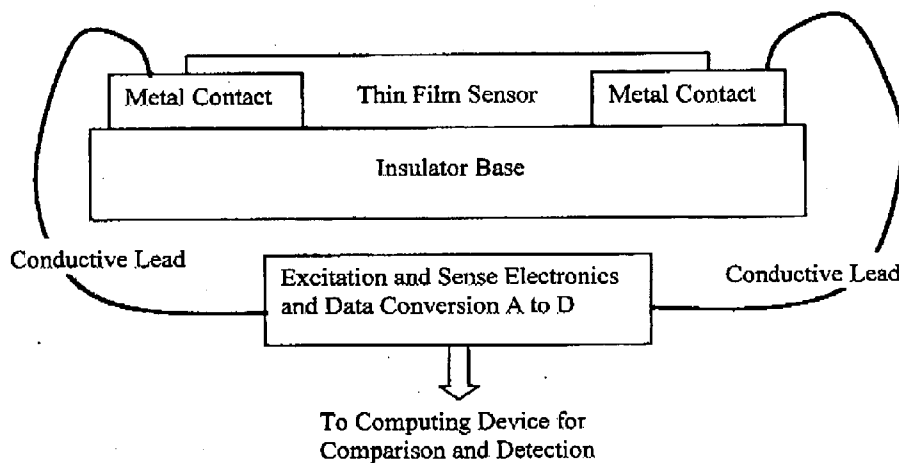 Metal Contact
Thin Film Sensor
Metal Contact
Insulator Base
Conductive Lead
Excitation and Sense Electronics
and Data Conversion A to D
Conductive Lead
To Computing Device for
Comparison and Detection